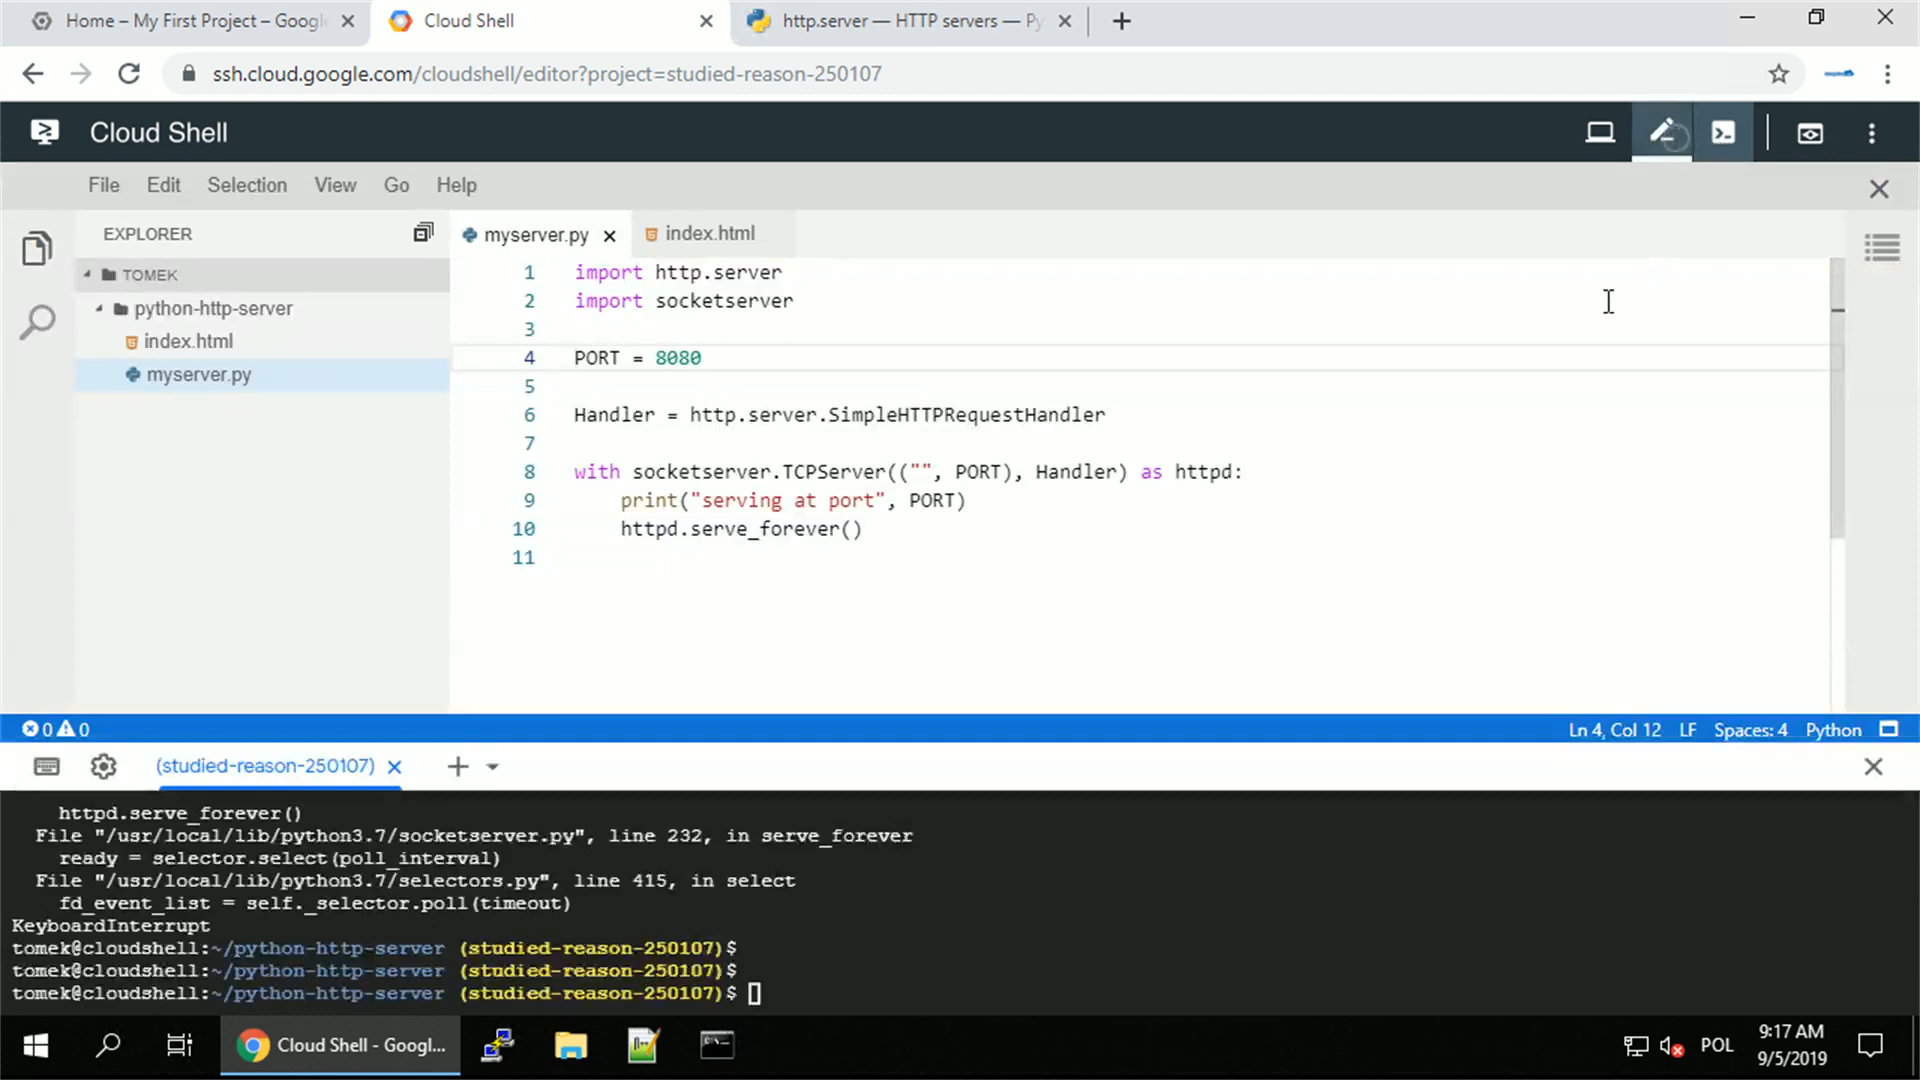 Home – My First Project – Google
Cloud Shell
http.server — HTTP servers — Py
ssh.cloud.google.com/cloudshell/editor?project=studied-reason-250107
Cloud Shell
File Edit Selection View Go Help
EXPLORER
TOMEK
python-http-server
index.html
myserver.py
myserver.py
index.html
1 import http.server
2 import socketserver
3
4 PORT = 8080
5
6 Handler = http.server.SimpleHTTPRequestHandler
7
8 with socketserver.TCPServer(("", PORT), Handler) as httpd:
9 print("serving at port", PORT)
10 httpd.serve_forever()
11
0 0
Ln 4, Col 12 LF Spaces: 4 Python
(studied-reason-250107)
httpd.serve_forever()
File "/usr/local/lib/python3.7/socketserver.py", line 232, in serve_forever
ready = selector.select(poll_interval)
File "/usr/local/lib/python3.7/selectors.py", line 415, in select
fd_event_list = self._selector.poll(timeout)
KeyboardInterrupt
tomek@cloudshell:~/python-http-server (studied-reason-250107)$
tomek@cloudshell:~/python-http-server (studied-reason-250107)$
tomek@cloudshell:~/python-http-server (studied-reason-250107)$
Cloud Shell - Googl...
POL
9:17 AM
9/5/2019